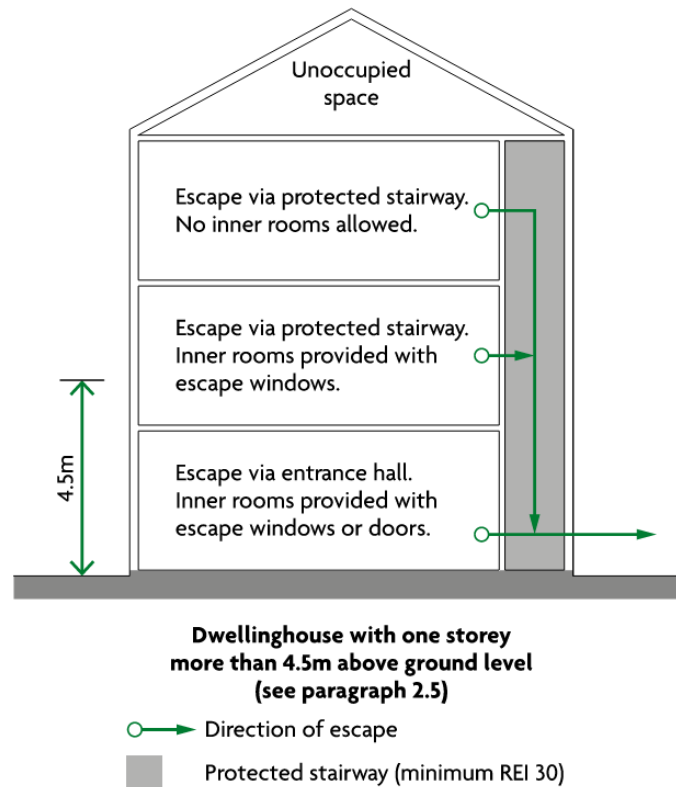 Unoccupied
space
Escape via protected stairway.
No inner rooms allowed.
Escape via protected stairway.
Inner rooms provided with
escape windows.
4.5m
Escape via entrance hall.
Inner rooms provided with
escape windows or doors.
Dwellinghouse with one storey
more than 4.5m above ground level
(see paragraph 2.5)
Direction of escape
Protected stairway (minimum REI 30)